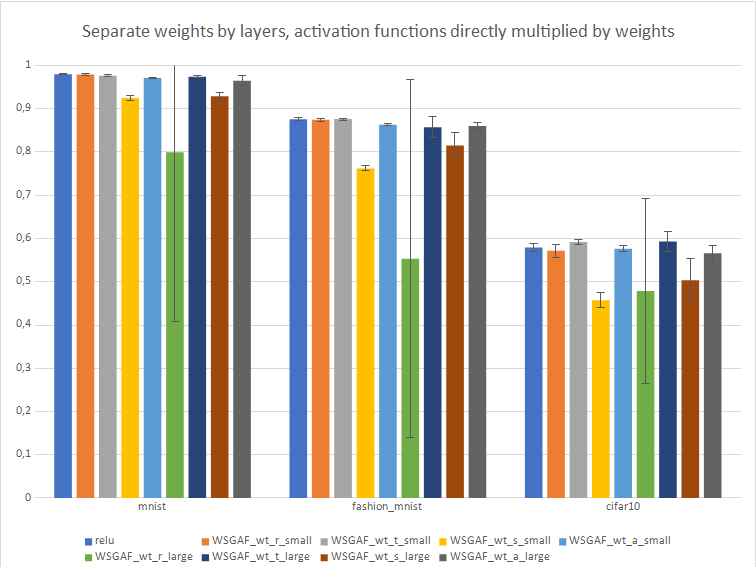 Separate weights by layers, activation functions directly multiplied by weights
1
0,9
0,8
0,7
0,6
0,5
0,4
0,3
0,2
0,1
0
mnist fashion_mnist cifar10
relu WSGAF_wt_r_small WSGAF_wt_t_small WSGAF_wt_s_small WSGAF_wt_a_small
WSGAF_wt_r_large WSGAF_wt_t_large WSGAF_wt_s_large WSGAF_wt_a_large